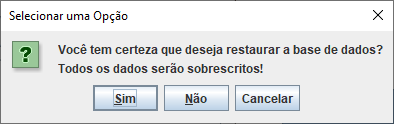 Selecionar uma Opção
Você tem certeza que deseja restaurar a base de dados?
Todos os dados serão sobrescritos!
Sim Não Cancelar